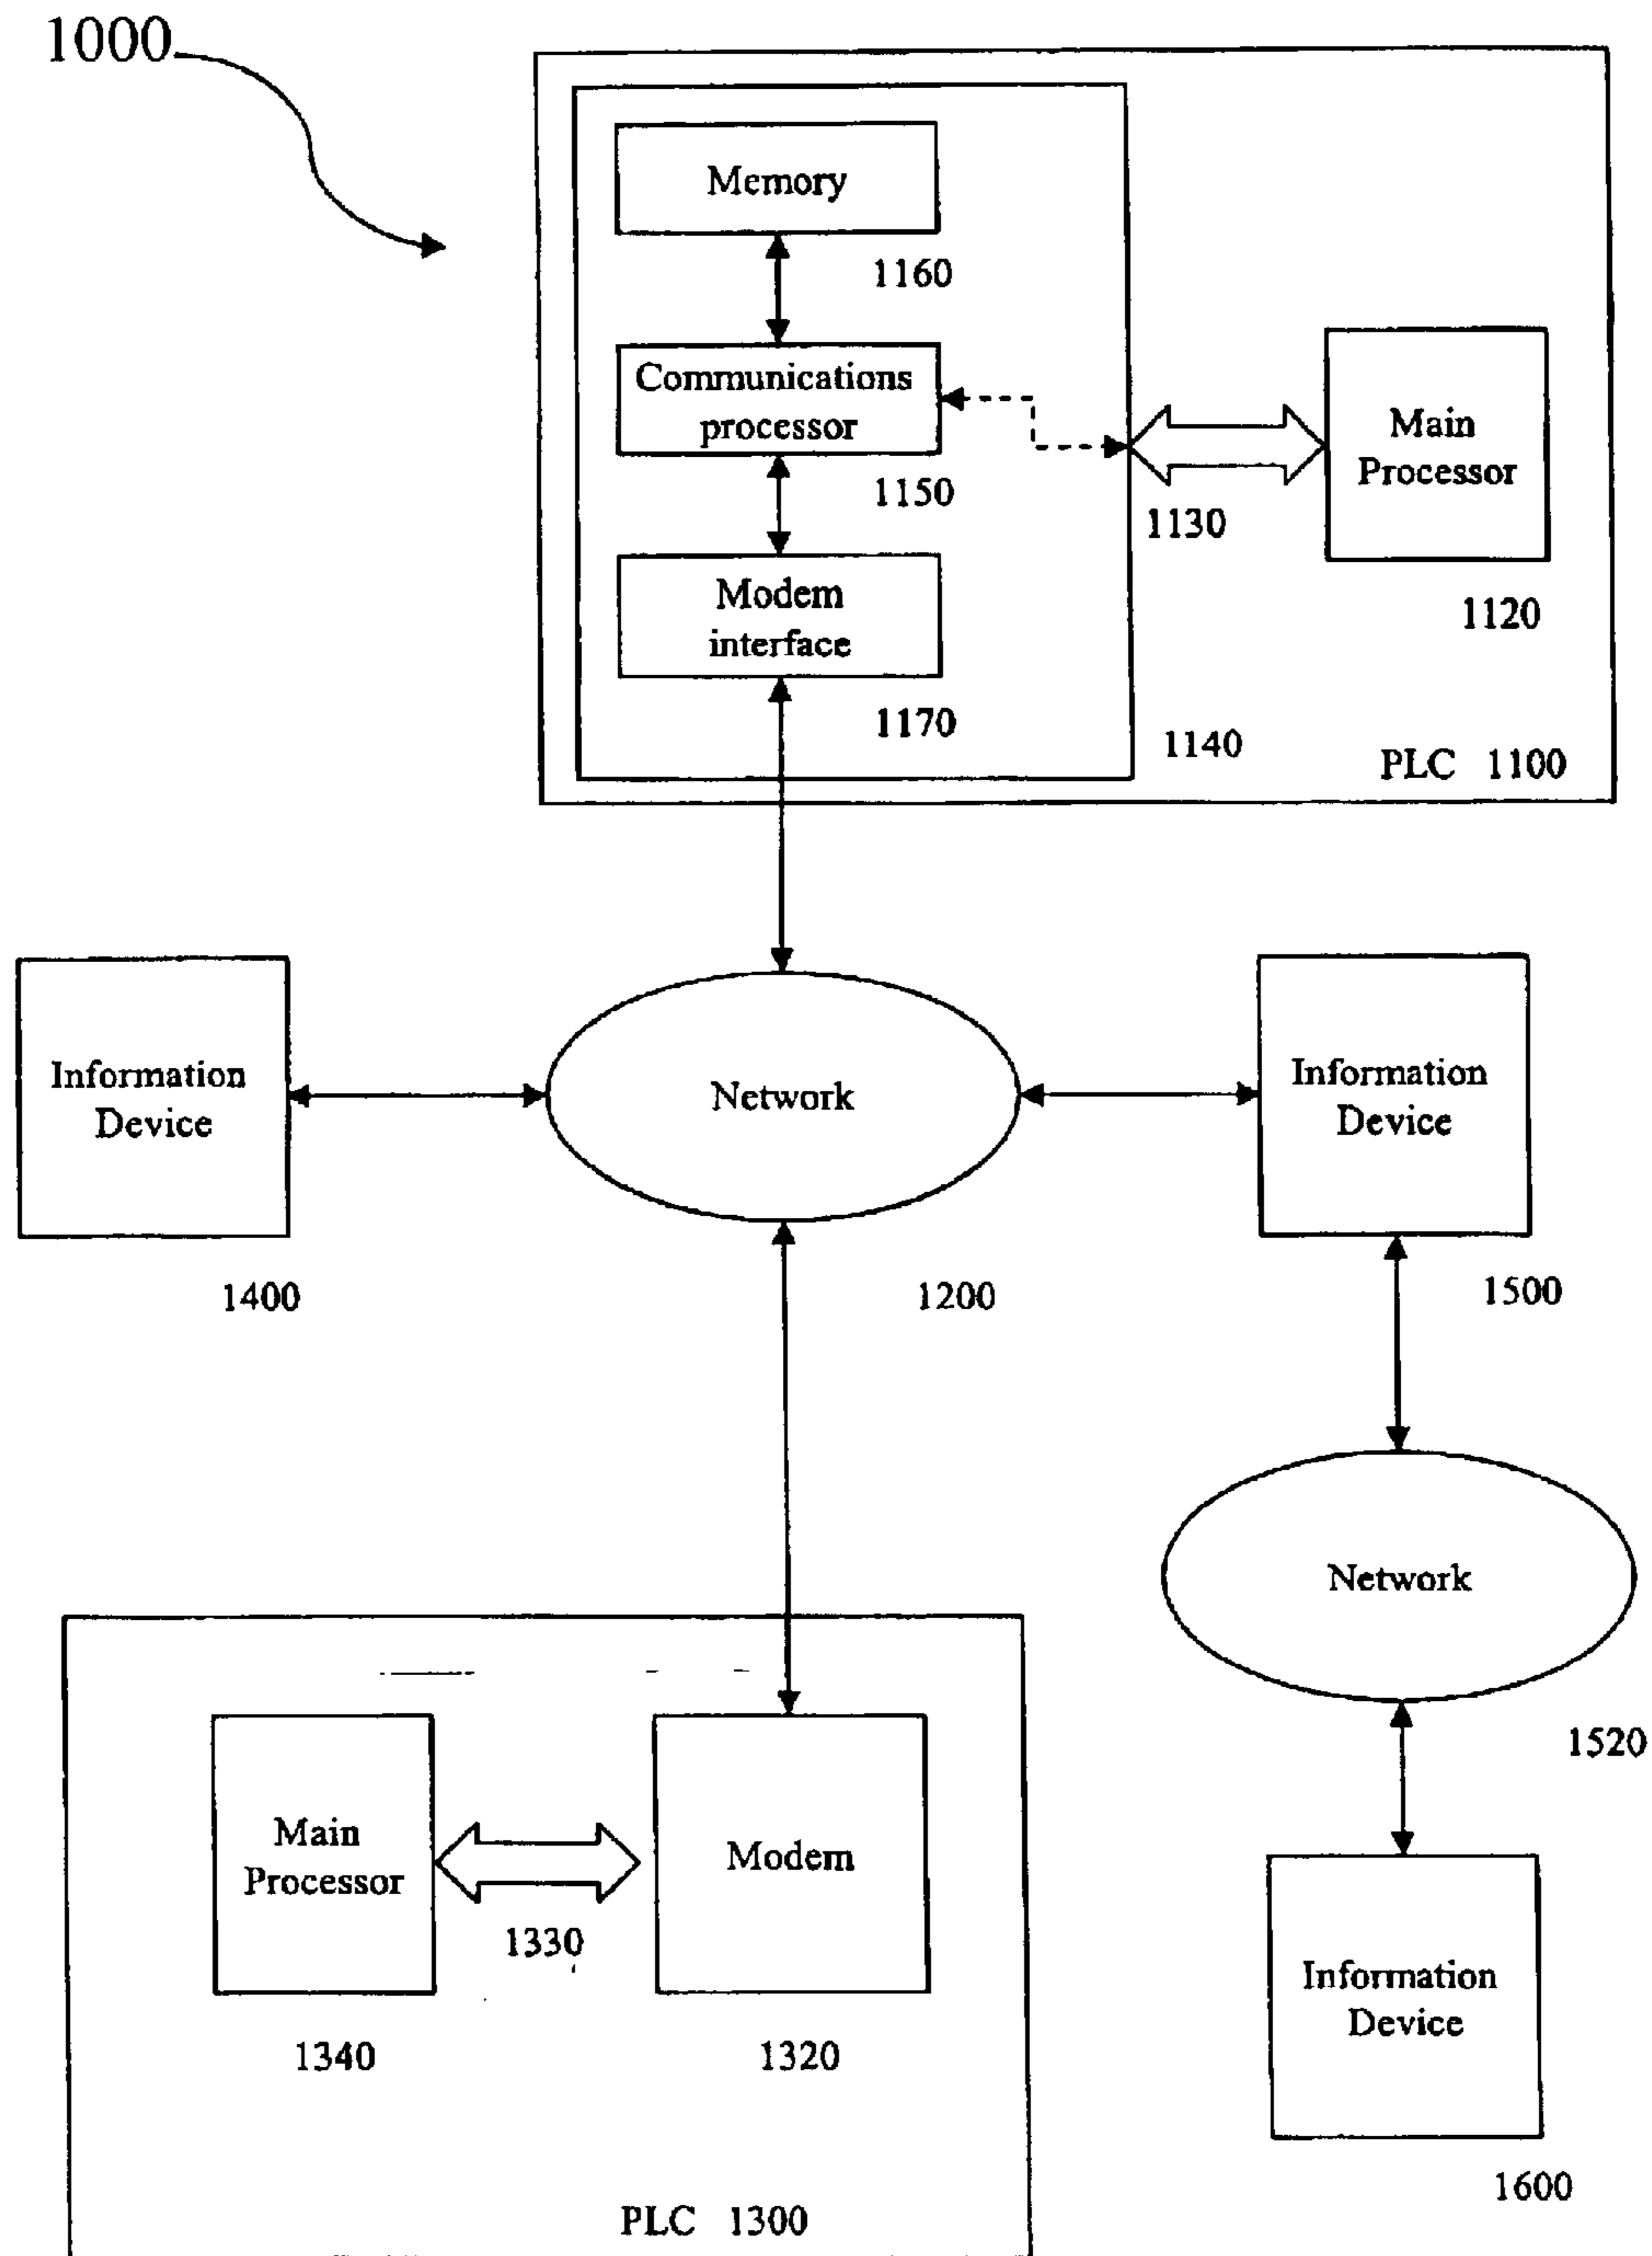 1000
Memory
1160
Communications
processor
1150
Main
Processor
1130
1120
Modem
interface
1170
1140
PLC 1100
Information
Device
1400
Network
1200
Information
Device
1500
Network
1520
Main
Processor
1340
1330
Modem
1320
Information
Device
1600
PLC 1300